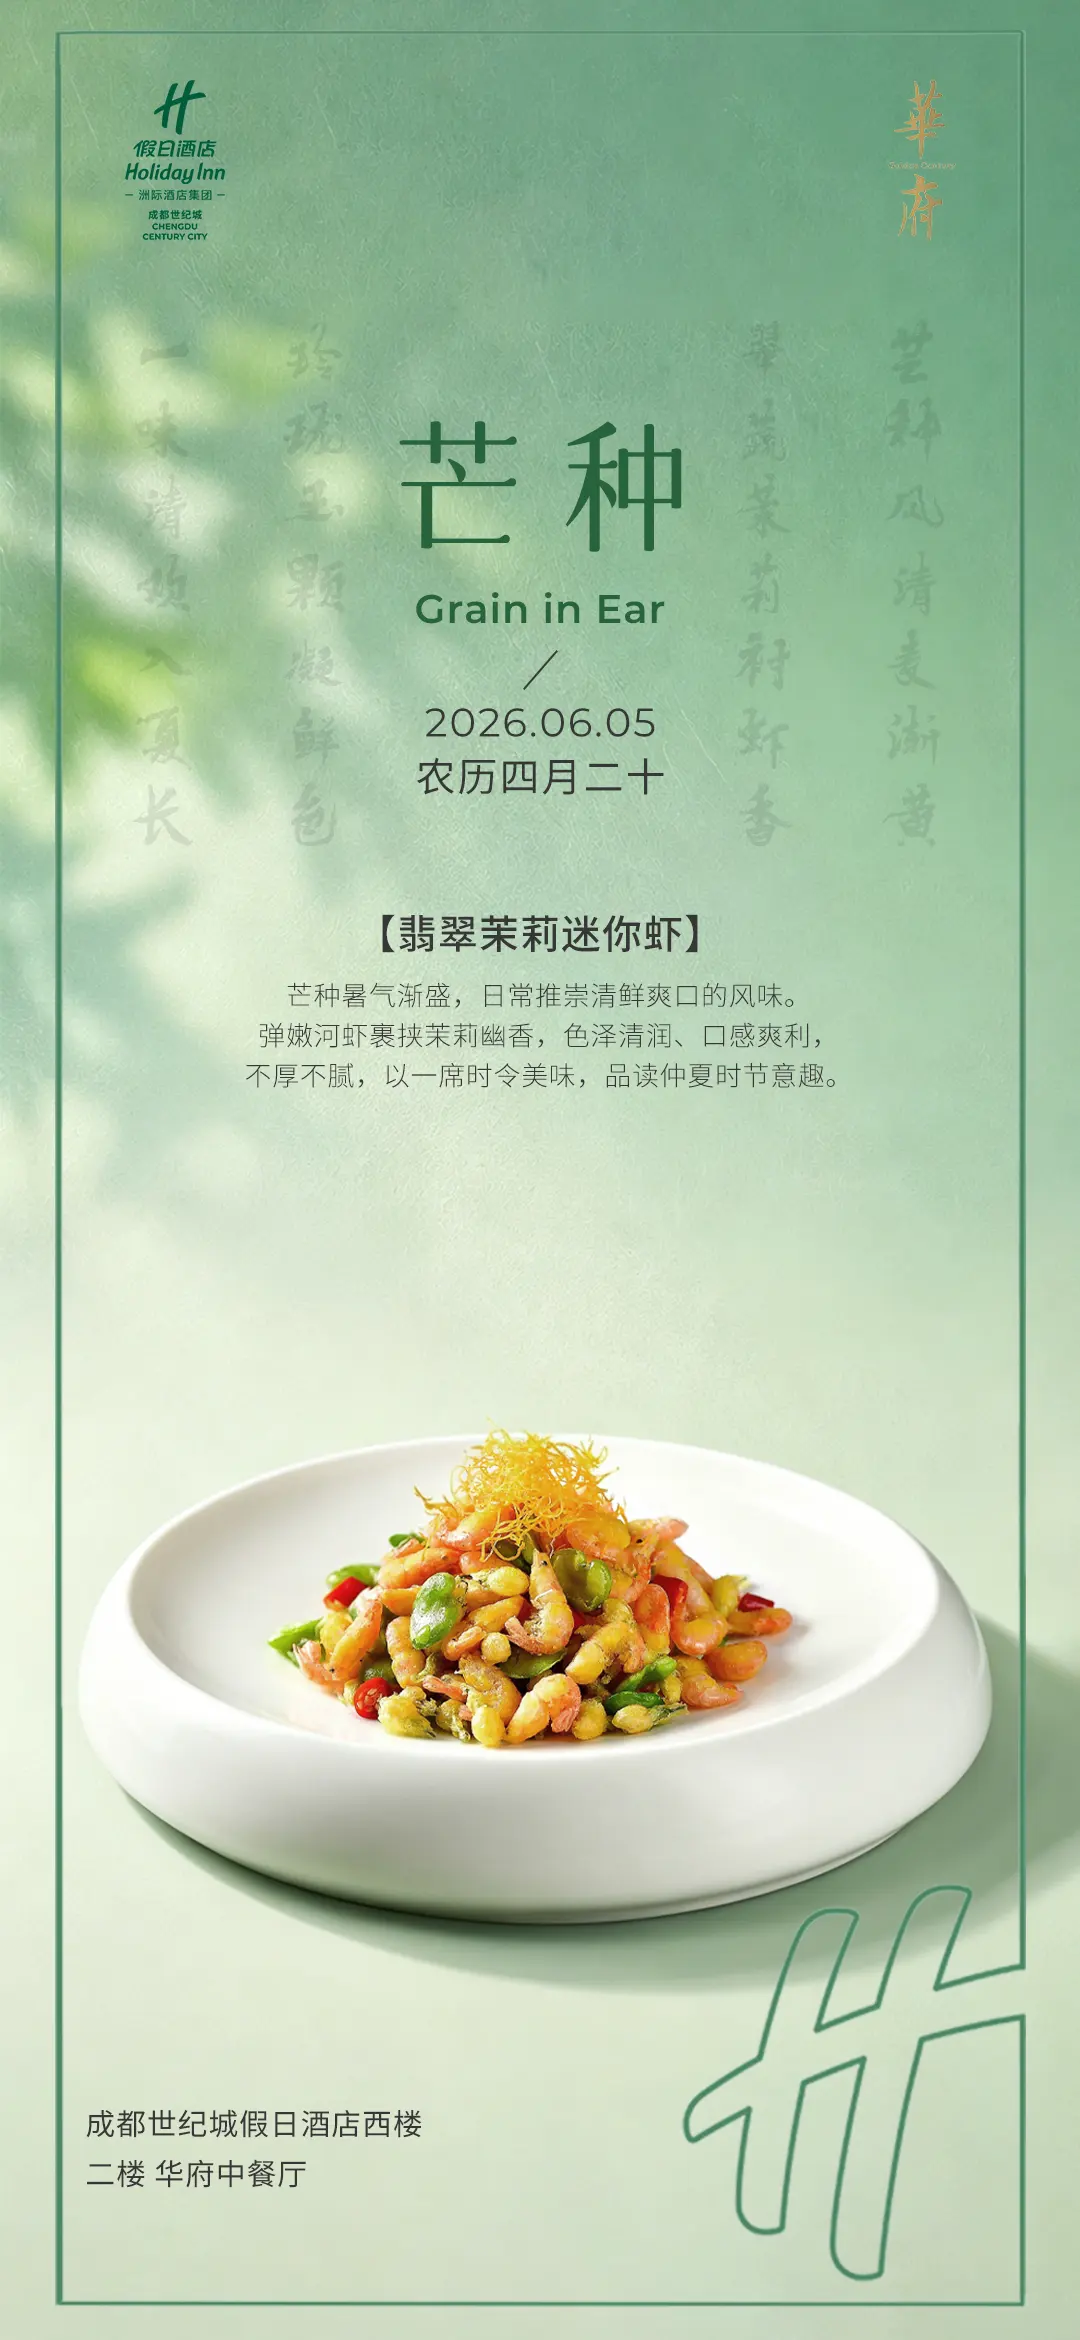 假日酒店
Holiday Inn
洲际酒店集团
成都世纪城
CHENGDU
CENTURY CITY
華府
Golden Century
芒种风清麦渐黄
翠蔬茉莉衬虾香
玲珑玉颗凝鲜色
一味清颜入夏长
芒种
Grain in Ear
2026.06.05
农历四月二十
【翡翠茉莉迷你虾】
芒种暑气渐盛，日常推崇清鲜爽口的风味。
弹嫩河虾裹挟茉莉幽香，色泽清润、口感爽利，
不厚不腻，以一席时令美味，品读仲夏时节意趣。
成都世纪城假日酒店西楼
二楼 华府中餐厅